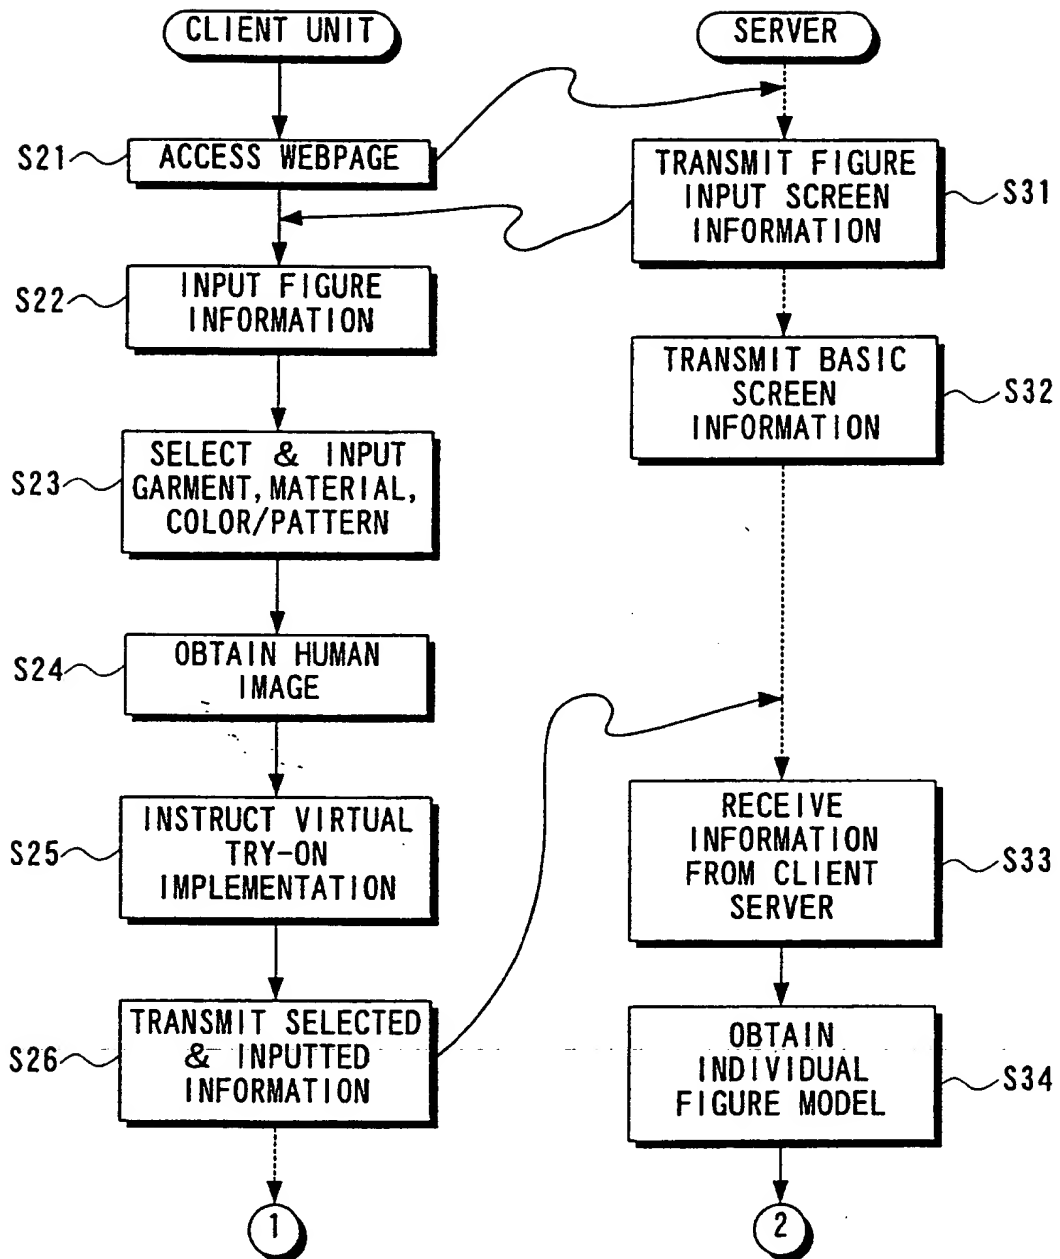 CLIENT UNIT
S21
ACCESS WEBPAGE
S22
INPUT FIGURE
INFORMATION
S23
SELECT & INPUT
GARMENT, MATERIAL,
COLOR/PATTERN
S24
OBTAIN HUMAN
IMAGE
S25
INSTRUCT VIRTUAL
TRY-ON
IMPLEMENTATION
S26
TRANSMIT SELECTED
& INPUTTED
INFORMATION
1
SERVER
TRANSMIT FIGURE
INPUT SCREEN
INFORMATION
S31
TRANSMIT BASIC
SCREEN
INFORMATION
S32
RECEIVE
INFORMATION
FROM CLIENT
SERVER
S33
OBTAIN
INDIVIDUAL
FIGURE MODEL
S34
2